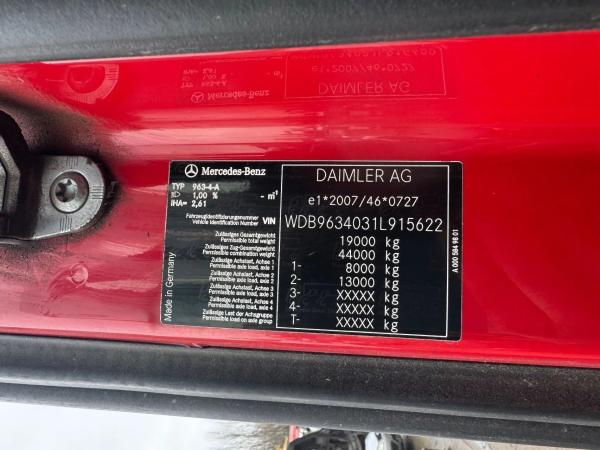 Mercedes-Benz
DAIMLER AG
TYP 963-4-A
1,00 % - m⁻¹
IHA= 2,61
e1*2007/46*0727
Fahrzeugidentifizierungsnummer
Vehicle Identification Number VIN
WDB9634031L915622
Zulässiges Gesamtgewicht
Permissible total weight 19000 kg
Zulässiges Zug-Gesamtgewicht
Permissible combination weight 44000 kg
Zulässige Achslast, Achse 1
Permissible axle load, axle 1 1- 8000 kg
Zulässige Achslast, Achse 2
Permissible axle load, axle 2 2- 13000 kg
Zulässige Achslast, Achse 3
Permissible axle load, axle 3 3- XXXXX kg
Zulässige Achslast, Achse 4
Permissible axle load, axle 4 4- XXXXX kg
Zulässige Last der Achsgruppe
Permissible load on axle group T- XXXXX kg
Made in Germany
A 000 584 98 01